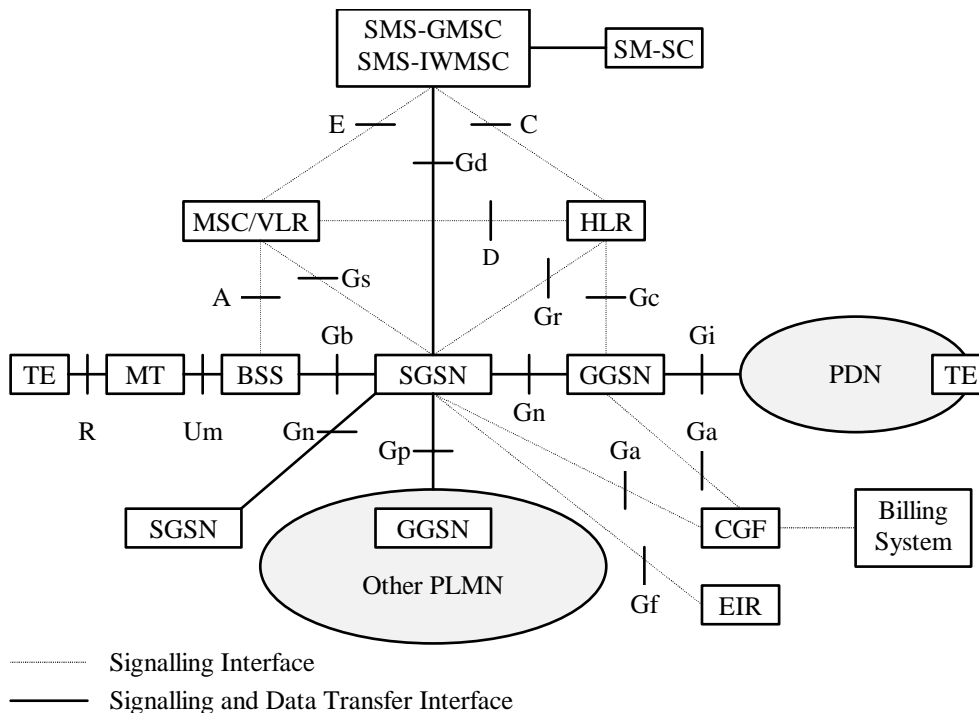 SMS-GMSC
SMS-IWMSC
SM-SC
E
C
Gd
MSC/VLR
HLR
D
Gs
A
Gr
Gc
Gb
Gi
TE
MT
BSS
SGSN
GGSN
PDN
TE
R
Um
Gn
Gn
Gp
Ga
Ga
SGSN
GGSN
CGF
Billing
System
Other PLMN
Gf
EIR
Signalling Interface
Signalling and Data Transfer Interface